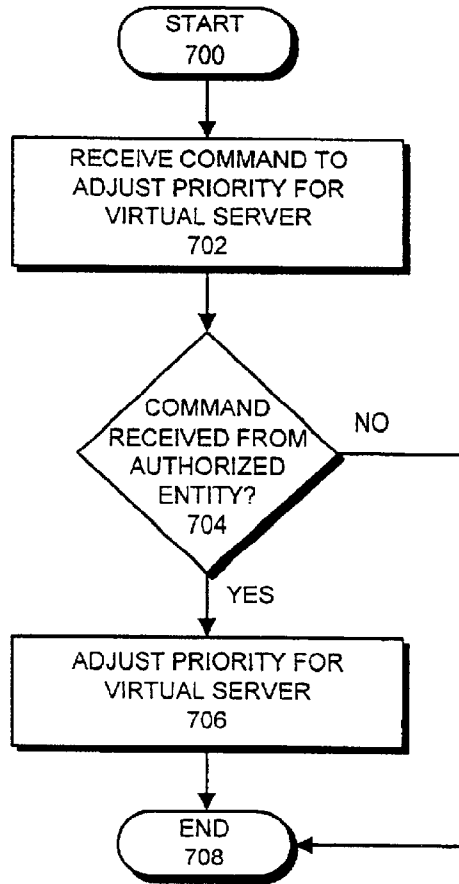 START
700
RECEIVE COMMAND TO
ADJUST PRIORITY FOR
VIRTUAL SERVER
702
COMMAND
RECEIVED FROM
AUTHORIZED
ENTITY?
704
NO
YES
ADJUST PRIORITY FOR
VIRTUAL SERVER
706
END
708